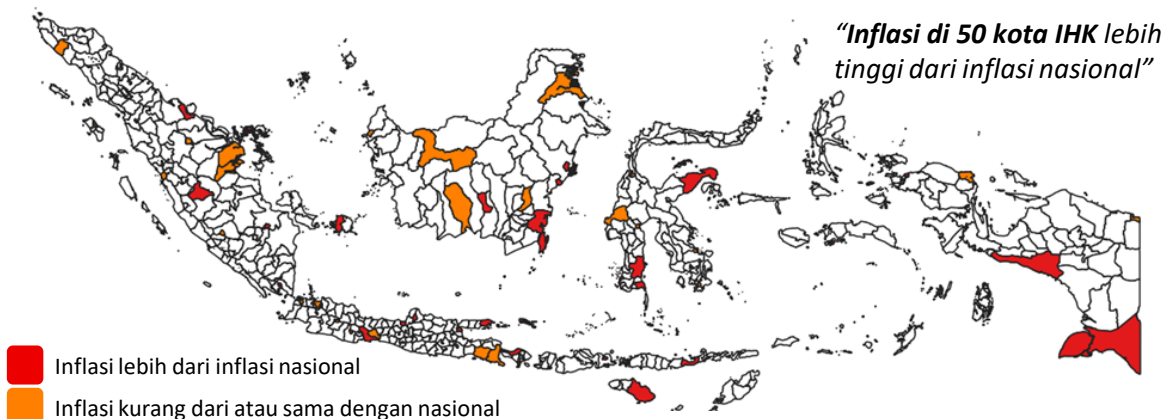 “Inflasi di 50 kota IHK lebih
tinggi dari inflasi nasional”
Inflasi lebih dari inflasi nasional
Inflasi kurang dari atau sama dengan nasional